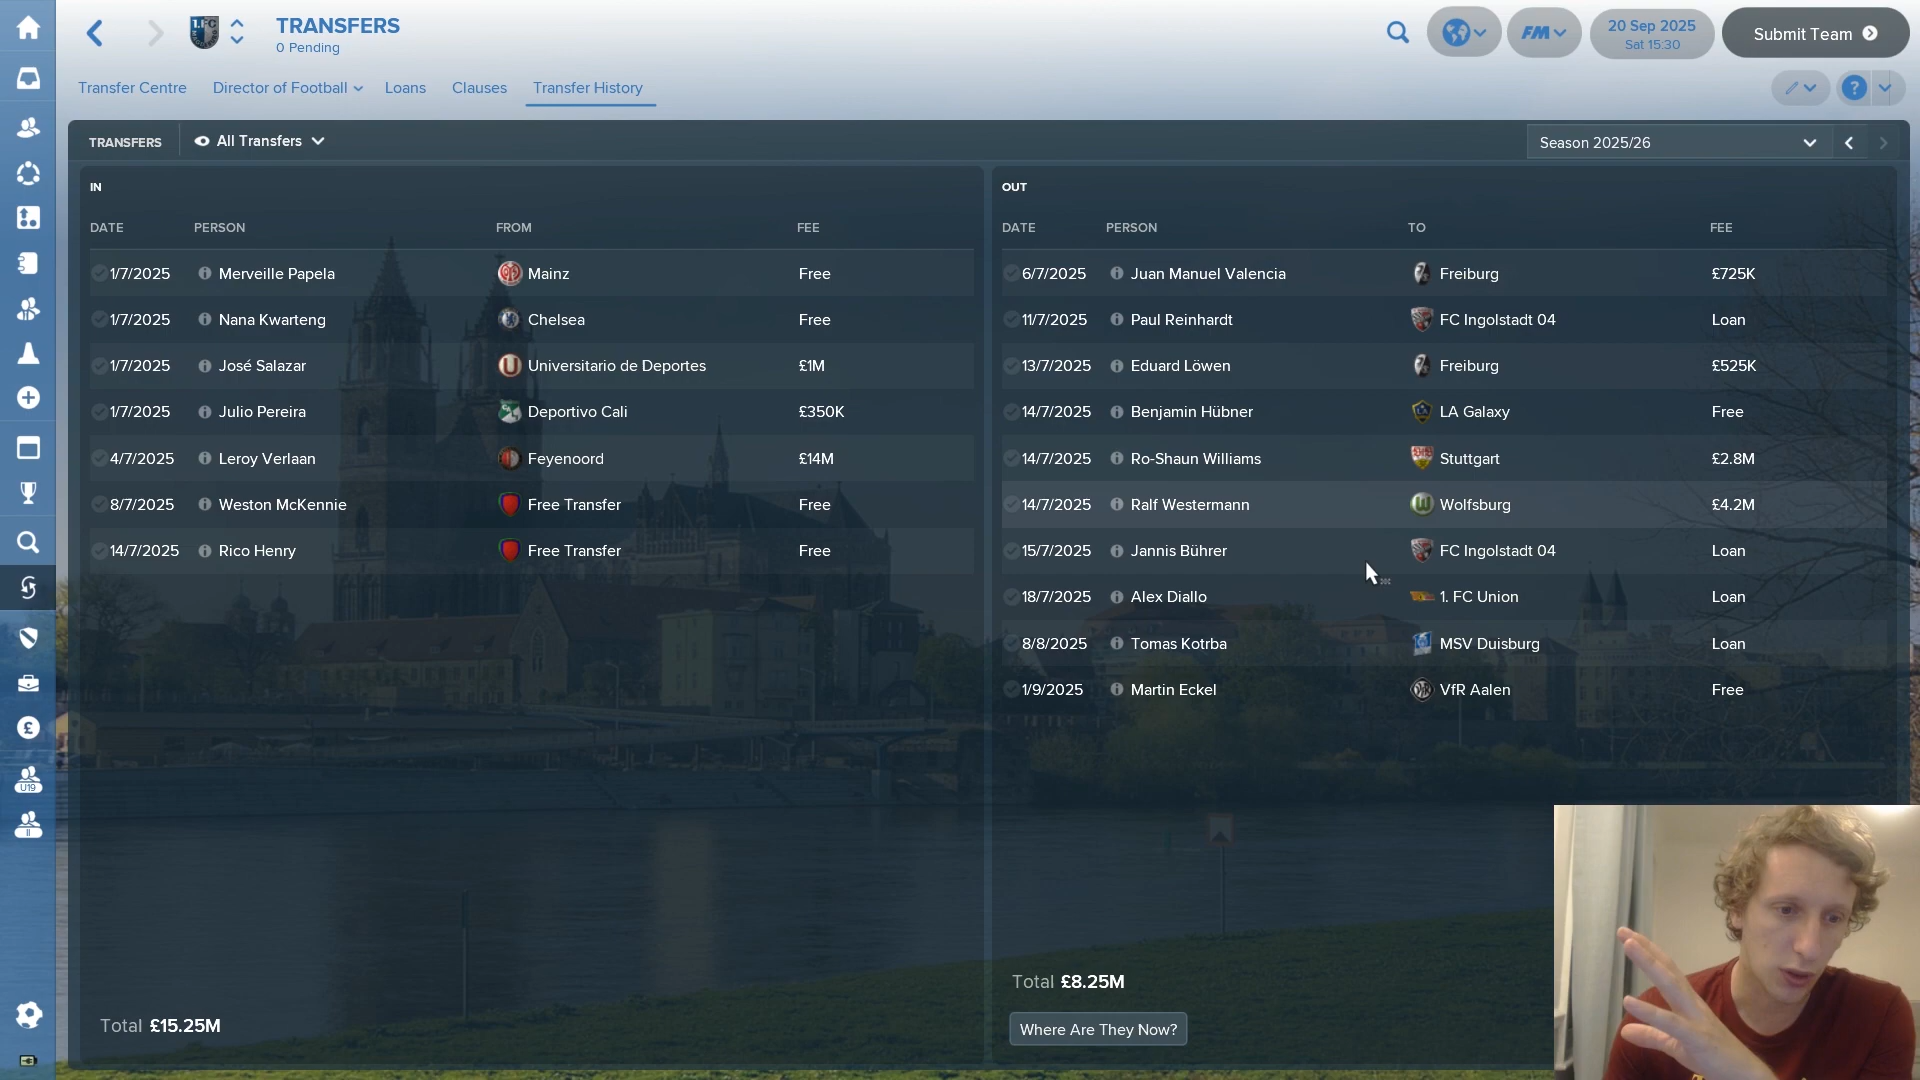 TRANSFERS
0 Pending
FM
20 Sep 2025
Sat 15:30
Submit Team
Transfer Centre
Director of Football
Loans
Clauses
Transfer History
?
TRANSFERS
All Transfers
Season 2025/26
IN
DATE PERSON FROM FEE
1/7/2025 Merveille Papela Mainz Free
1/7/2025 Nana Kwarteng Chelsea Free
1/7/2025 José Salazar Universitario de Deportes £1M
1/7/2025 Julio Pereira Deportivo Cali £350K
4/7/2025 Leroy Verlaan Feyenoord £14M
8/7/2025 Weston McKennie Free Transfer Free
14/7/2025 Rico Henry Free Transfer Free
Total £15.25M
OUT
DATE PERSON TO FEE
6/7/2025 Juan Manuel Valencia Freiburg £725K
11/7/2025 Paul Reinhardt FC Ingolstadt 04 Loan
13/7/2025 Eduard Löwen Freiburg £525K
14/7/2025 Benjamin Hübner LA Galaxy Free
14/7/2025 Ro-Shaun Williams Stuttgart £2.8M
14/7/2025 Ralf Westermann Wolfsburg £4.2M
15/7/2025 Jannis Bührer FC Ingolstadt 04 Loan
18/7/2025 Alex Diallo 1. FC Union Loan
8/8/2025 Tomas Kotrba MSV Duisburg Loan
1/9/2025 Martin Eckel VfR Aalen Free
Total £8.25M
Where Are They Now?
U19
II